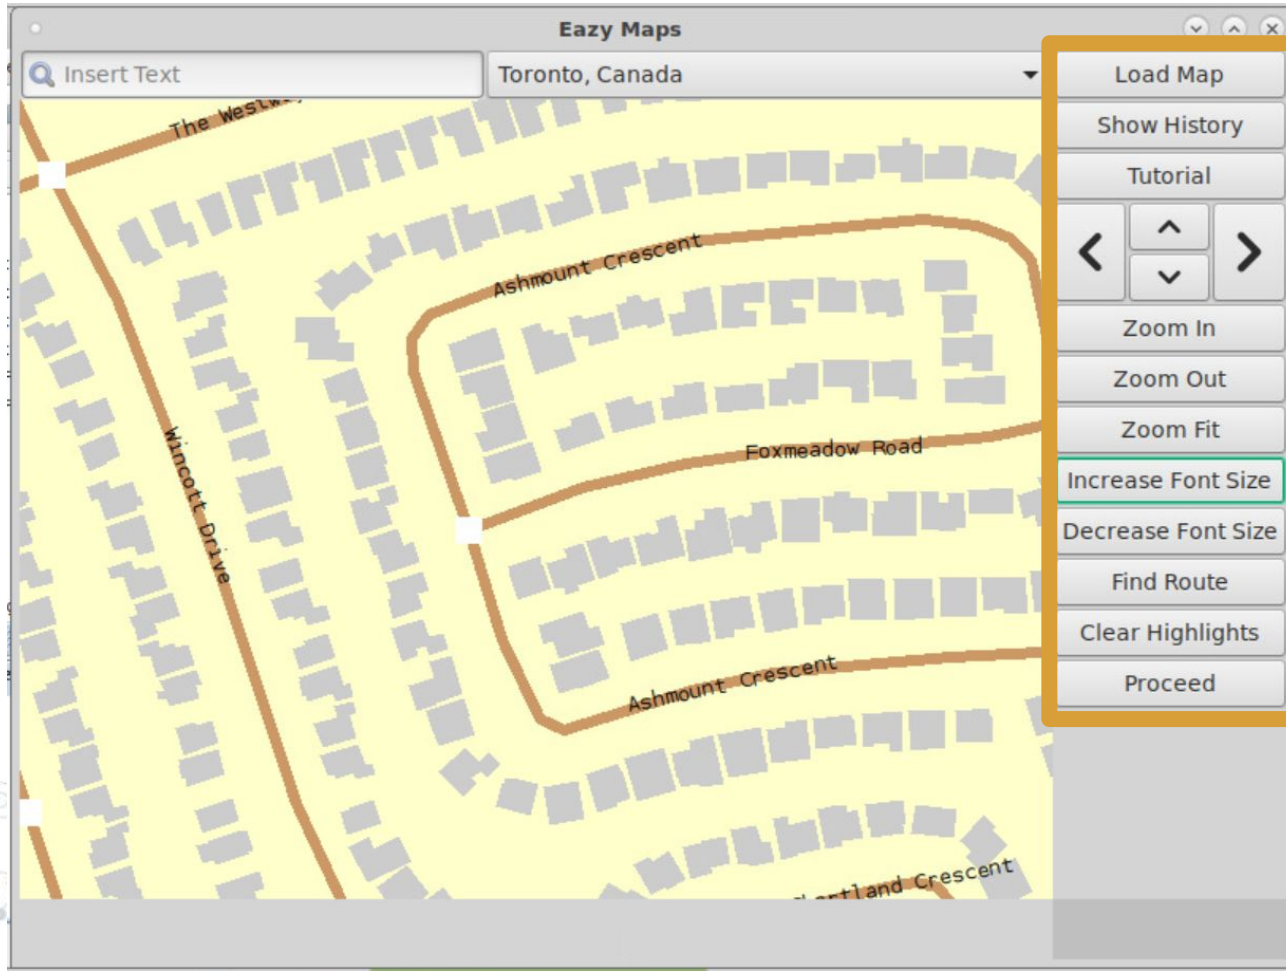 Eazy Maps
Insert Text
Toronto, Canada
Load Map
Show History
Tutorial
Zoom In
Zoom Out
Zoom Fit
Increase Font Size
Decrease Font Size
Find Route
Clear Highlights
Proceed
The
Ashmount Crescent
Foxmeadow Road
Wincott Drive
Ashmount Crescent
Crescent